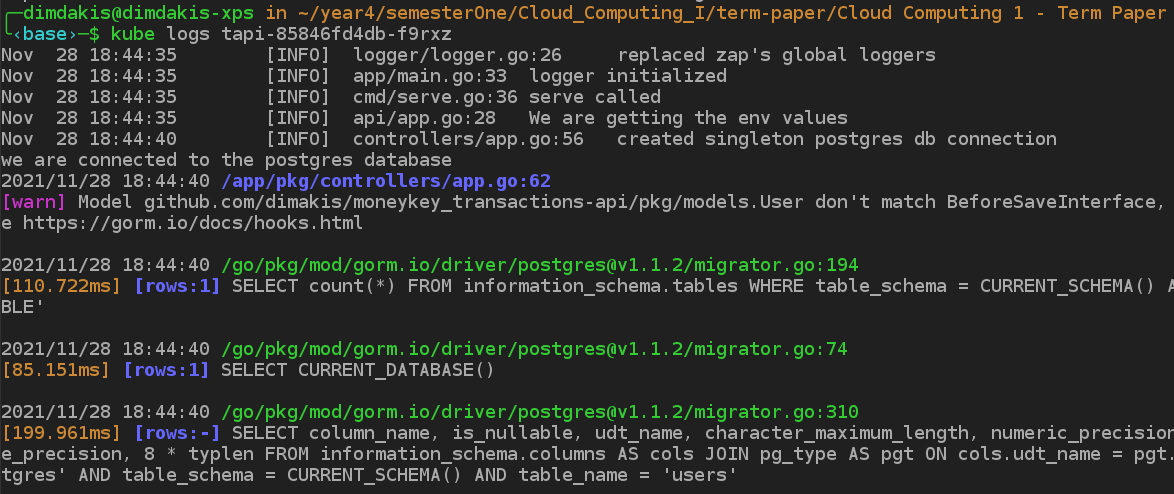 dimdakis@dimdakis-xps in ~/year4/semesterOne/Cloud_Computing_I/term-paper/Cloud Computing 1 - Term Paper
‹base›-$ kube logs tapi-85846fd4db-f9rxz
Nov  28 18:44:35        [INFO]  logger/logger.go:26     replaced zap's global loggers
Nov  28 18:44:35        [INFO]  app/main.go:33  logger initialized
Nov  28 18:44:35        [INFO]  cmd/serve.go:36 serve called
Nov  28 18:44:35        [INFO]  api/app.go:28   We are getting the env values
Nov  28 18:44:40        [INFO]  controllers/app.go:56   created singleton postgres db connection
we are connected to the postgres database
2021/11/28 18:44:40 /app/pkg/controllers/app.go:62
[warn] Model github.com/dimakis/moneykey_transactions-api/pkg/models.User don't match BeforeSaveInterface,
e https://gorm.io/docs/hooks.html
2021/11/28 18:44:40 /go/pkg/mod/gorm.io/driver/postgres@v1.1.2/migrator.go:194
[110.722ms] [rows:1] SELECT count(*) FROM information_schema.tables WHERE table_schema = CURRENT_SCHEMA() A
BLE'
2021/11/28 18:44:40 /go/pkg/mod/gorm.io/driver/postgres@v1.1.2/migrator.go:74
[85.151ms] [rows:1] SELECT CURRENT_DATABASE()
2021/11/28 18:44:40 /go/pkg/mod/gorm.io/driver/postgres@v1.1.2/migrator.go:310
[199.961ms] [rows:-] SELECT column_name, is_nullable, udt_name, character_maximum_length, numeric_precision
e_precision, 8 * typlen FROM information_schema.columns AS cols JOIN pg_type AS pgt ON cols.udt_name = pgt.
tgres' AND table_schema = CURRENT_SCHEMA() AND table_name = 'users'